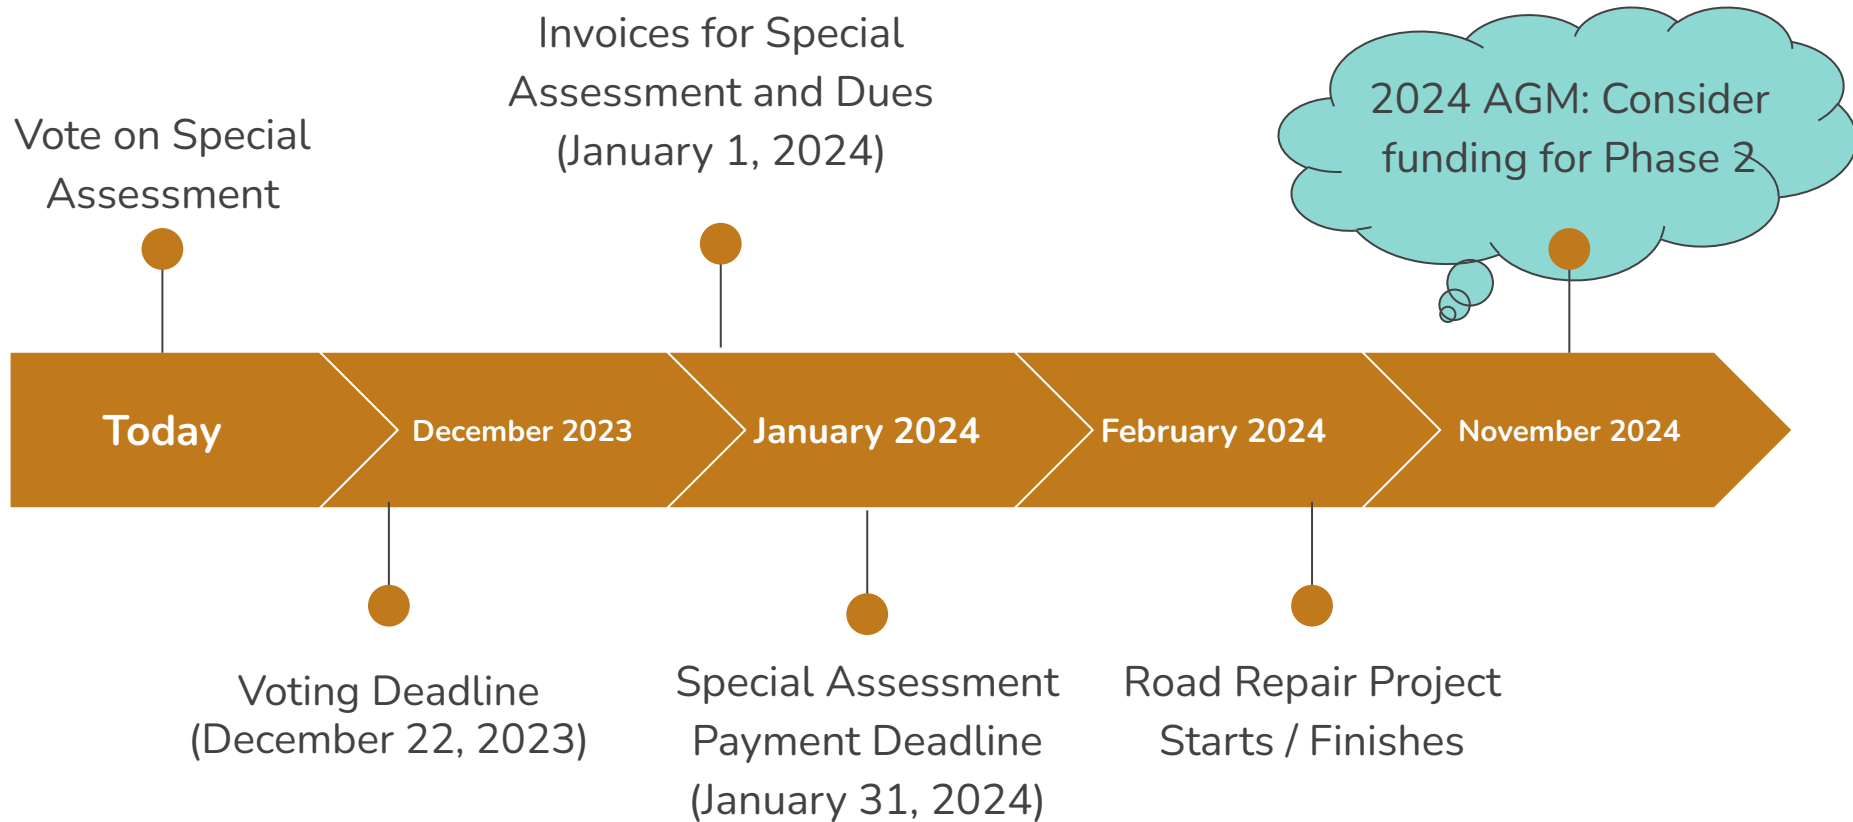 Vote on Special
Assessment
Invoices for Special
Assessment and Dues
(January 1, 2024)
2024 AGM: Consider
funding for Phase 2
Today
December 2023
January 2024
February 2024
November 2024
Voting Deadline
(December 22, 2023)
Special Assessment
Payment Deadline
(January 31, 2024)
Road Repair Project
Starts / Finishes